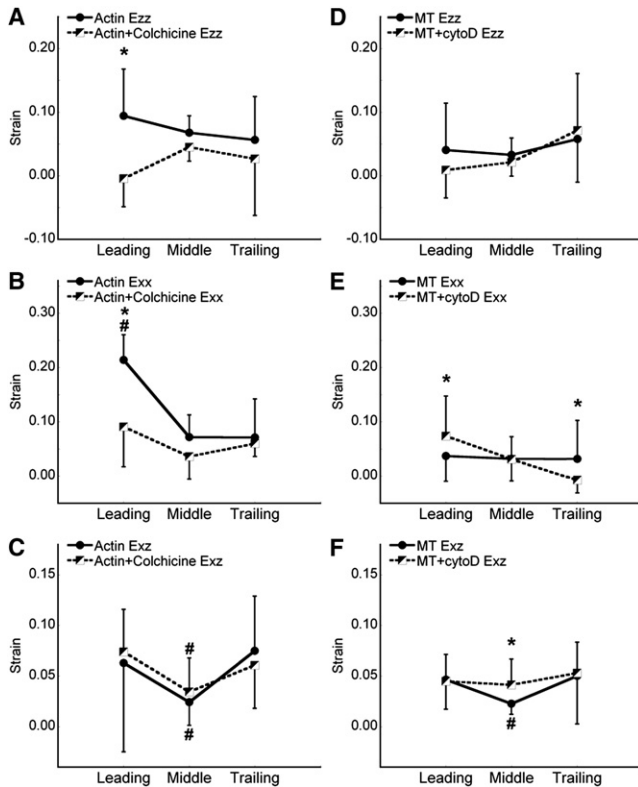 A
Actin Ezz
Actin+Colchicine Ezz
*
Strain
0.20
0.10
0.00
-0.10
Leading Middle Trailing
D
MT Ezz
MT+cytoD Ezz
Strain
0.20
0.10
0.00
-0.10
Leading Middle Trailing
B
Actin Exx
Actin+Colchicine Exx
*
#
Strain
0.30
0.20
0.10
0.00
Leading Middle Trailing
E
MT Exx
MT+cytoD Exx
*
*
Strain
0.30
0.20
0.10
0.00
Leading Middle Trailing
C
Actin Exz
Actin+Colchicine Exz
#
#
Strain
0.15
0.10
0.05
0.00
Leading Middle Trailing
F
MT Exz
MT+cytoD Exz
*
#
Strain
0.15
0.10
0.05
0.00
Leading Middle Trailing